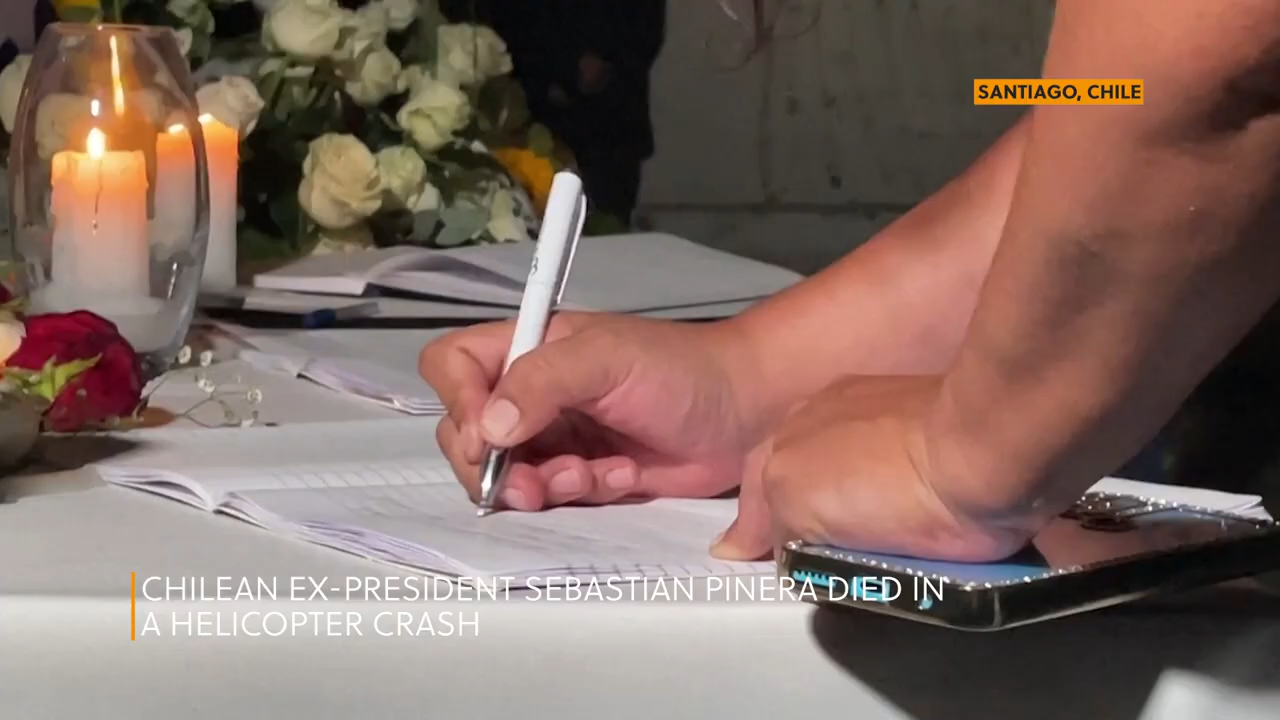 SANTIAGO, CHILE
CHILEAN EX-PRESIDENT SEBASTIAN PINERA DIED IN
A HELICOPTER CRASH